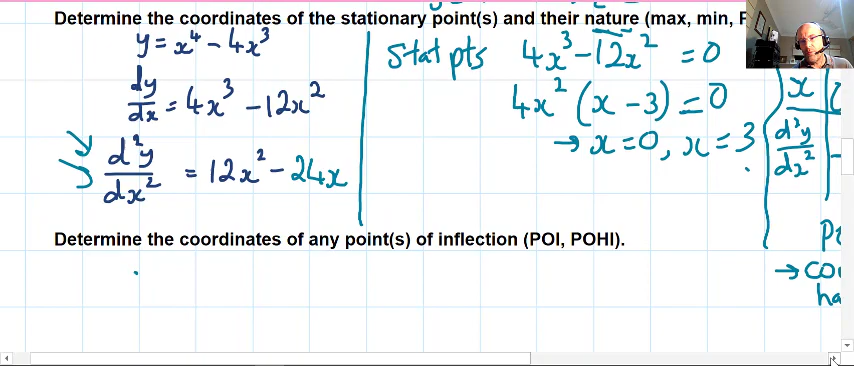 Determine the coordinates of the stationary point(s) and their nature (max, min,
y = x⁴ - 4x³
dy/dx = 4x³ - 12x²
d²y/dx² = 12x² - 24x
Stat pts 4x³ - 12x² = 0
4x² (x - 3) = 0
→ x = 0, x = 3
x
d²y/dx²
→
Determine the coordinates of any point(s) of inflection (POI, POHI).